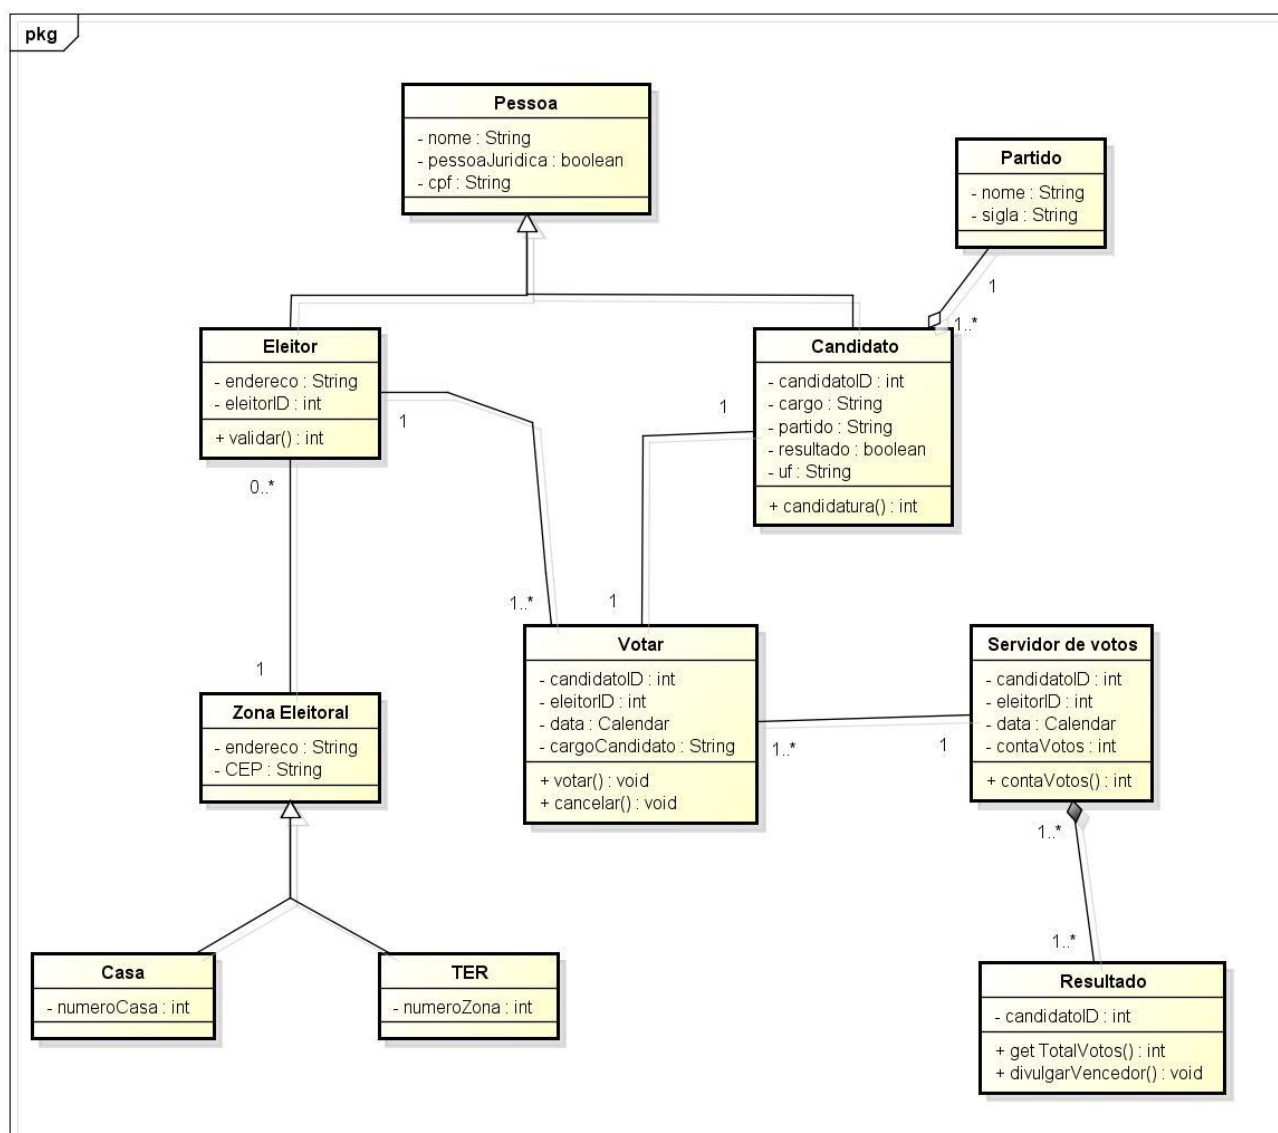 pkg
Pessoa
- nome : String
- pessoaJuridica : boolean
- cpf : String
Partido
- nome : String
- sigla : String
1
1..*
Eleitor
- endereco : String
- eleitorID : int
+ validar() : int
1
0..*
Candidato
- candidatoID : int
- cargo : String
- partido : String
- resultado : boolean
- uf : String
+ candidatura() : int
1
1..*
1
1
Zona Eleitoral
- endereco : String
- CEP : String
Votar
- candidatoID : int
- eleitorID : int
- data : Calendar
- cargoCandidato : String
+ votar() : void
+ cancelar() : void
1..*
1
Servidor de votos
- candidatoID : int
- eleitorID : int
- data : Calendar
- contaVotos : int
+ contaVotos() : int
1..*
1..*
Casa
- numeroCasa : int
TER
- numeroZona : int
Resultado
- candidatoID : int
+ get TotalVotos() : int
+ divulgarVencedor() : void